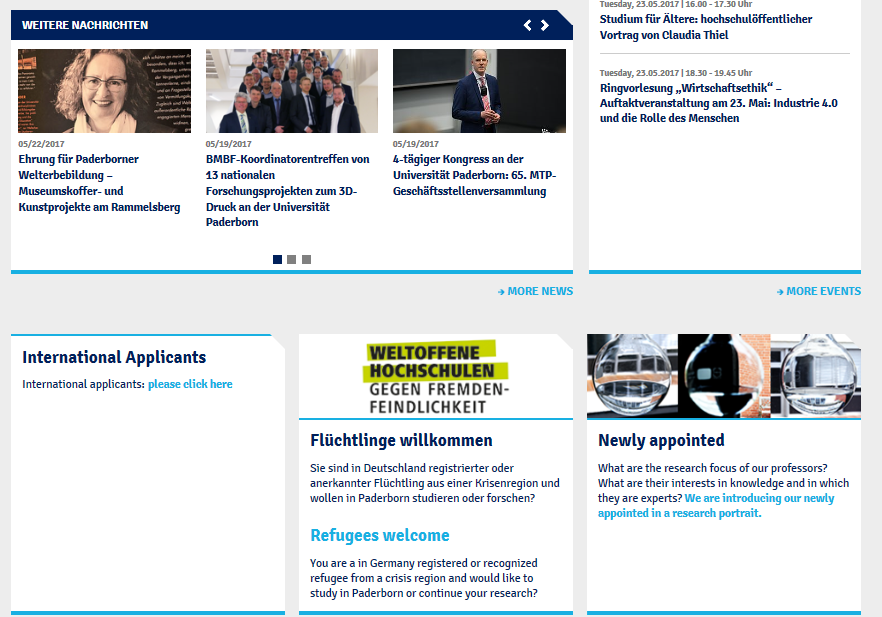 WEITERE NACHRICHTEN
05/22/2017
Ehrung für Paderborner
Welterbebildung –
Museumskoffer- und
Kunstprojekte am Rammelsberg
05/19/2017
BMBF-Koordinatorentreffen von
13 nationalen
Forschungsprojekten zum 3D-
Druck an der Universität
Paderborn
05/19/2017
4-tägiger Kongress an der
Universität Paderborn: 65. MTP-
Geschäftsstellenversammlung
→ MORE NEWS
Tuesday, 23.05.2017 | 16.00 - 17.30 Uhr
Studium für Ältere: hochschulöffentlicher
Vortrag von Claudia Thiel
Tuesday, 23.05.2017 | 18.30 - 19.45 Uhr
Ringvorlesung „Wirtschaftsethik“ –
Auftaktveranstaltung am 23. Mai: Industrie 4.0
und die Rolle des Menschen
→ MORE EVENTS
International Applicants
International applicants: please click here
WELTOFFENE
HOCHSCHULEN
GEGEN FREMDEN-
FEINDLICHKEIT
Flüchtlinge willkommen
Sie sind in Deutschland registrierter oder
anerkannter Flüchtling aus einer Krisenregion und
wollen in Paderborn studieren oder forschen?
Refugees welcome
You are a in Germany registered or recognized
refugee from a crisis region and would like to
study in Paderborn or continue your research?
Newly appointed
What are the research focus of our professors?
What are their interests in knowledge and in which
they are experts? We are introducing our newly
appointed in a research portrait.